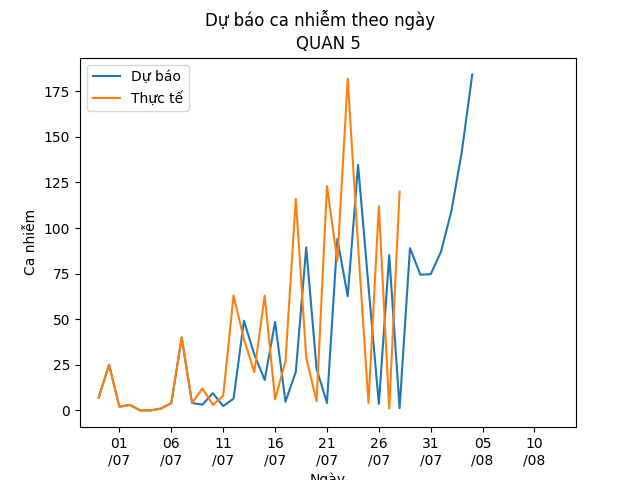 Dự báo ca nhiễm theo ngày
QUAN 5
Dự báo
Thực tế
Ca nhiễm
175
150
125
100
75
50
25
0
01 06 11 16 21 26 31 05 10
/07 /07 /07 /07 /07 /07 /07 /08 /08
Ngày